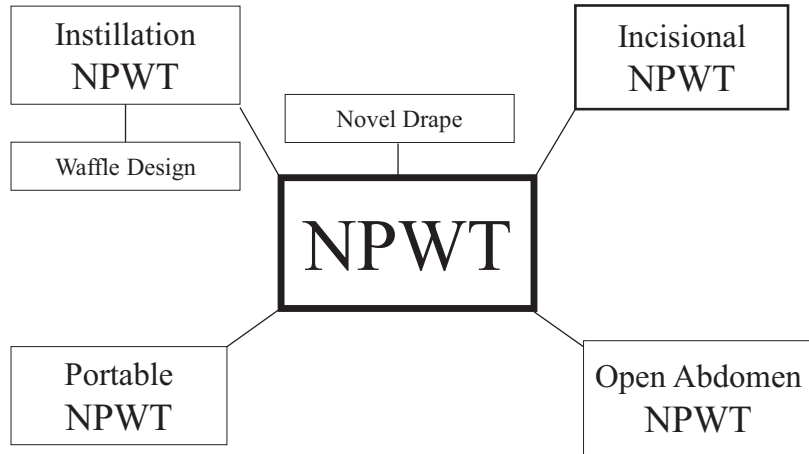 Instillation
NPWT
Incisional
NPWT
Novel Drape
Waffle Design
NPWT
Portable
NPWT
Open Abdomen
NPWT